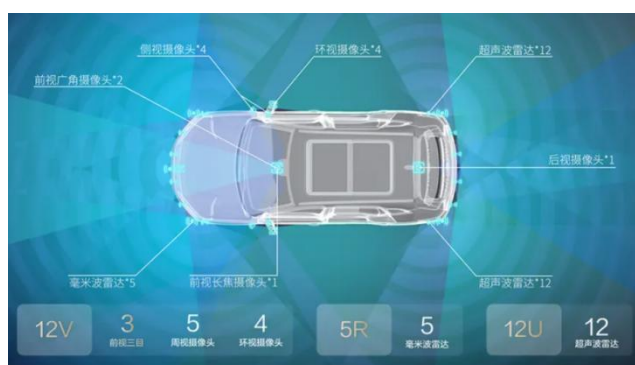 侧视摄像头*4
环视摄像头*4
超声波雷达*12
前视广角摄像头*2
后视摄像头*1
毫米波雷达*5
前视长焦摄像头*1
超声波雷达*12
12V
3
前视三目
5
周视摄像头
4
环视摄像头
5R
5
毫米波雷达
12U
12
超声波雷达